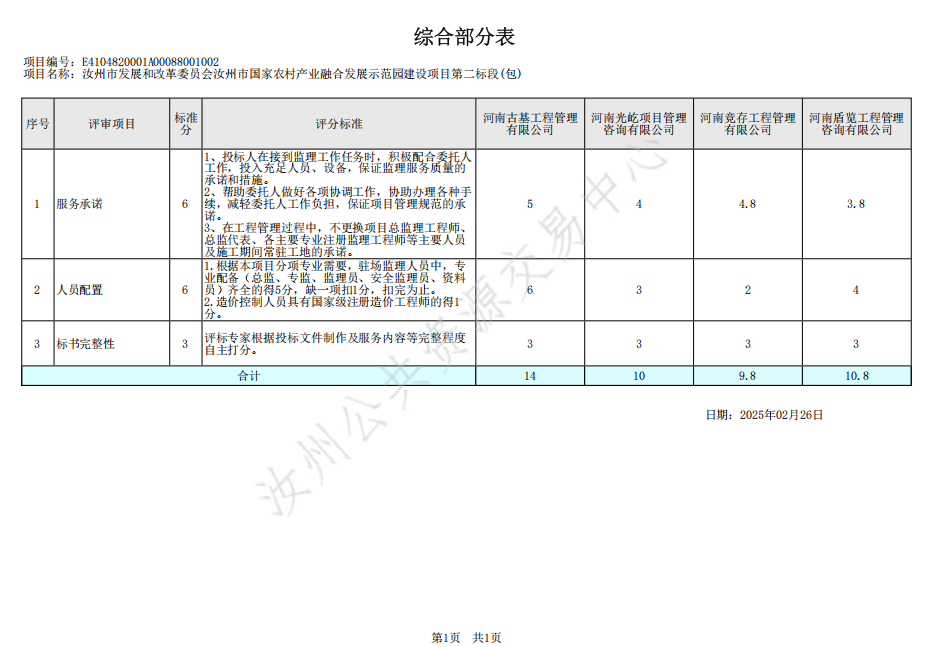 综合部分表
项目编号：E4104820001A00088001002
项目名称：汝州市发展和改革委员会汝州市国家农村产业融合发展示范园建设项目第二标段(包)
序号
评审项目
标准
分
评分标准
河南古基工程管理
有限公司
河南光屹项目管理
咨询有限公司
河南竞存工程管理
有限公司
河南盾览工程管理
咨询有限公司
1
服务承诺
6
1、投标人在接到监理工作任务时，积极配合委托人
工作，投入充足人员、设备，保证监理服务质量的
承诺和措施。
2、帮助委托人做好各项协调工作，协助办理各种手
续，减轻委托人工作负担，保证项目管理规范的承
诺。
3、在工程管理过程中，不更换项目总监理工程师、
总监代表、各主要专业注册监理工程师等主要人员
及施工期间常驻工地的承诺。
5
4
4.8
3.8
2
人员配置
6
1.根据本项目分项专业需要，驻场监理人员中，专
业配备（总监、专监、监理员、安全监理员、资料
员）齐全的得5分，缺一项扣1分，扣完为止。
2.造价控制人员具有国家级注册造价工程师的得1
分。
6
3
2
4
3
标书完整性
3
评标专家根据投标文件制作及服务内容等完整程度
自主打分。
3
3
3
3
合计
14
10
9.8
10.8
日期：2025年02月26日
汝州公共资源交易中心
第1页 共1页